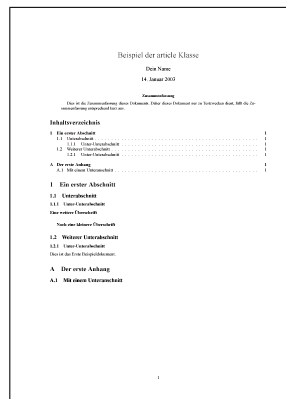 Beispiel der article Klasse
Dein Name
14. Januar 2003
Zusammenfassung
Dies ist die Zusammenfassung dieses Dokuments. Daher dieses Dokument nur zu Testzwecken dient, fällt die Zu-
sammenfassung entsprechend kurz aus.
Inhaltsverzeichnis
1 Ein erster Abschnitt 1
1.1 Unterabschnitt 1
1.1.1 Unter-Unterabschnitt 1
1.2 Weiterer Unterabschnitt 1
1.2.1 Unter-Unterabschnitt 1
A Der erste Anhang 1
A.1 Mit einem Unteranschnitt 1
1 Ein erster Abschnitt
1.1 Unterabschnitt
1.1.1 Unter-Unterabschnitt
Eine weitere Überschrift
Noch eine kleinere Überschrift
1.2 Weiterer Unterabschnitt
1.2.1 Unter-Unterabschnitt
Dies ist das Erste Beispieldokument.
A Der erste Anhang
A.1 Mit einem Unteranschnitt
1